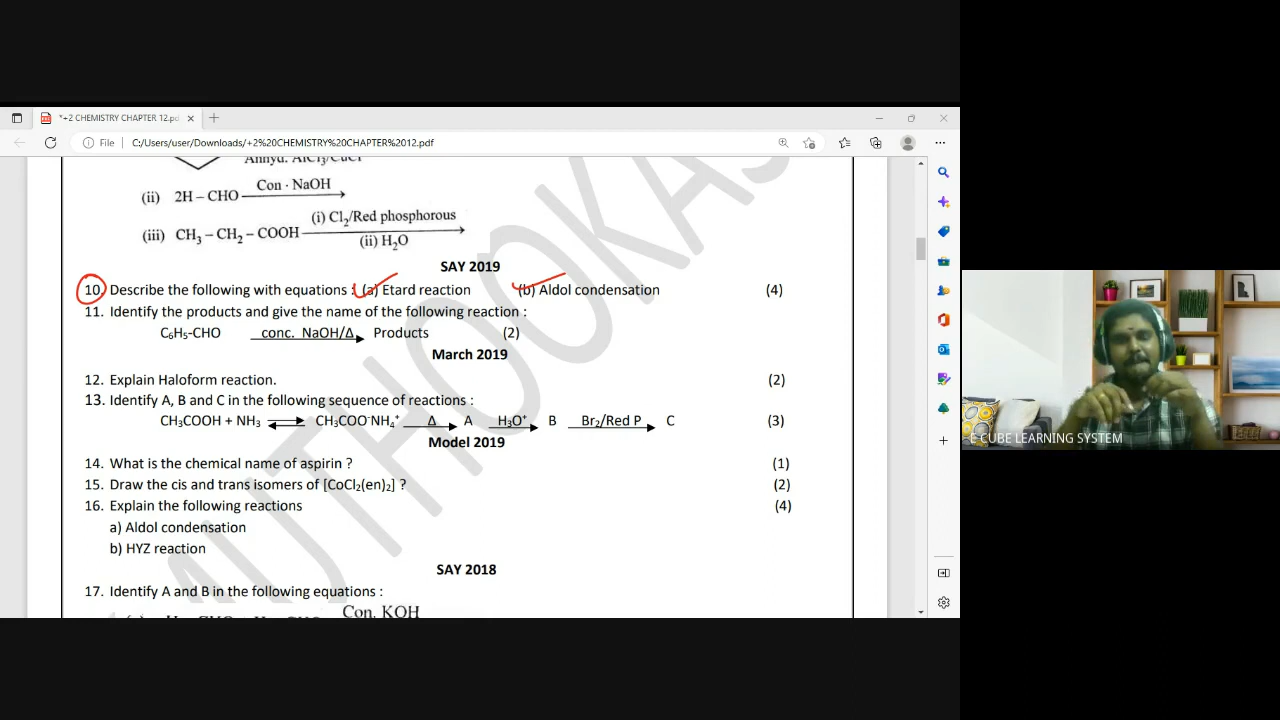 *+2 CHEMISTRY CHAPTER 12.pd
File C:/Users/user/Downloads/+2%20CHEMISTRY%20CHAPTER%2012.pdf
Anhyd. AlCl₃/CuCl
(ii) 2H – CHO Con · NaOH
(iii) CH₃ – CH₂ – COOH (i) Cl₂/Red phosphorous
(ii) H₂O
SAY 2019
10. Describe the following with equations : (a) Etard reaction (b) Aldol condensation (4)
11. Identify the products and give the name of the following reaction :
C₆H₅-CHO conc. NaOH/Δ Products (2)
March 2019
12. Explain Haloform reaction. (2)
13. Identify A, B and C in the following sequence of reactions :
CH₃COOH + NH₃ ⇌ CH₃COO⁻NH₄⁺ Δ A H₃O⁺ B Br₂/Red P C (3)
Model 2019
14. What is the chemical name of aspirin ? (1)
15. Draw the cis and trans isomers of [CoCl₂(en)₂] ? (2)
16. Explain the following reactions (4)
a) Aldol condensation
b) HYZ reaction
SAY 2018
17. Identify A and B in the following equations :
Con. KOH
E CUBE LEARNING SYSTEM